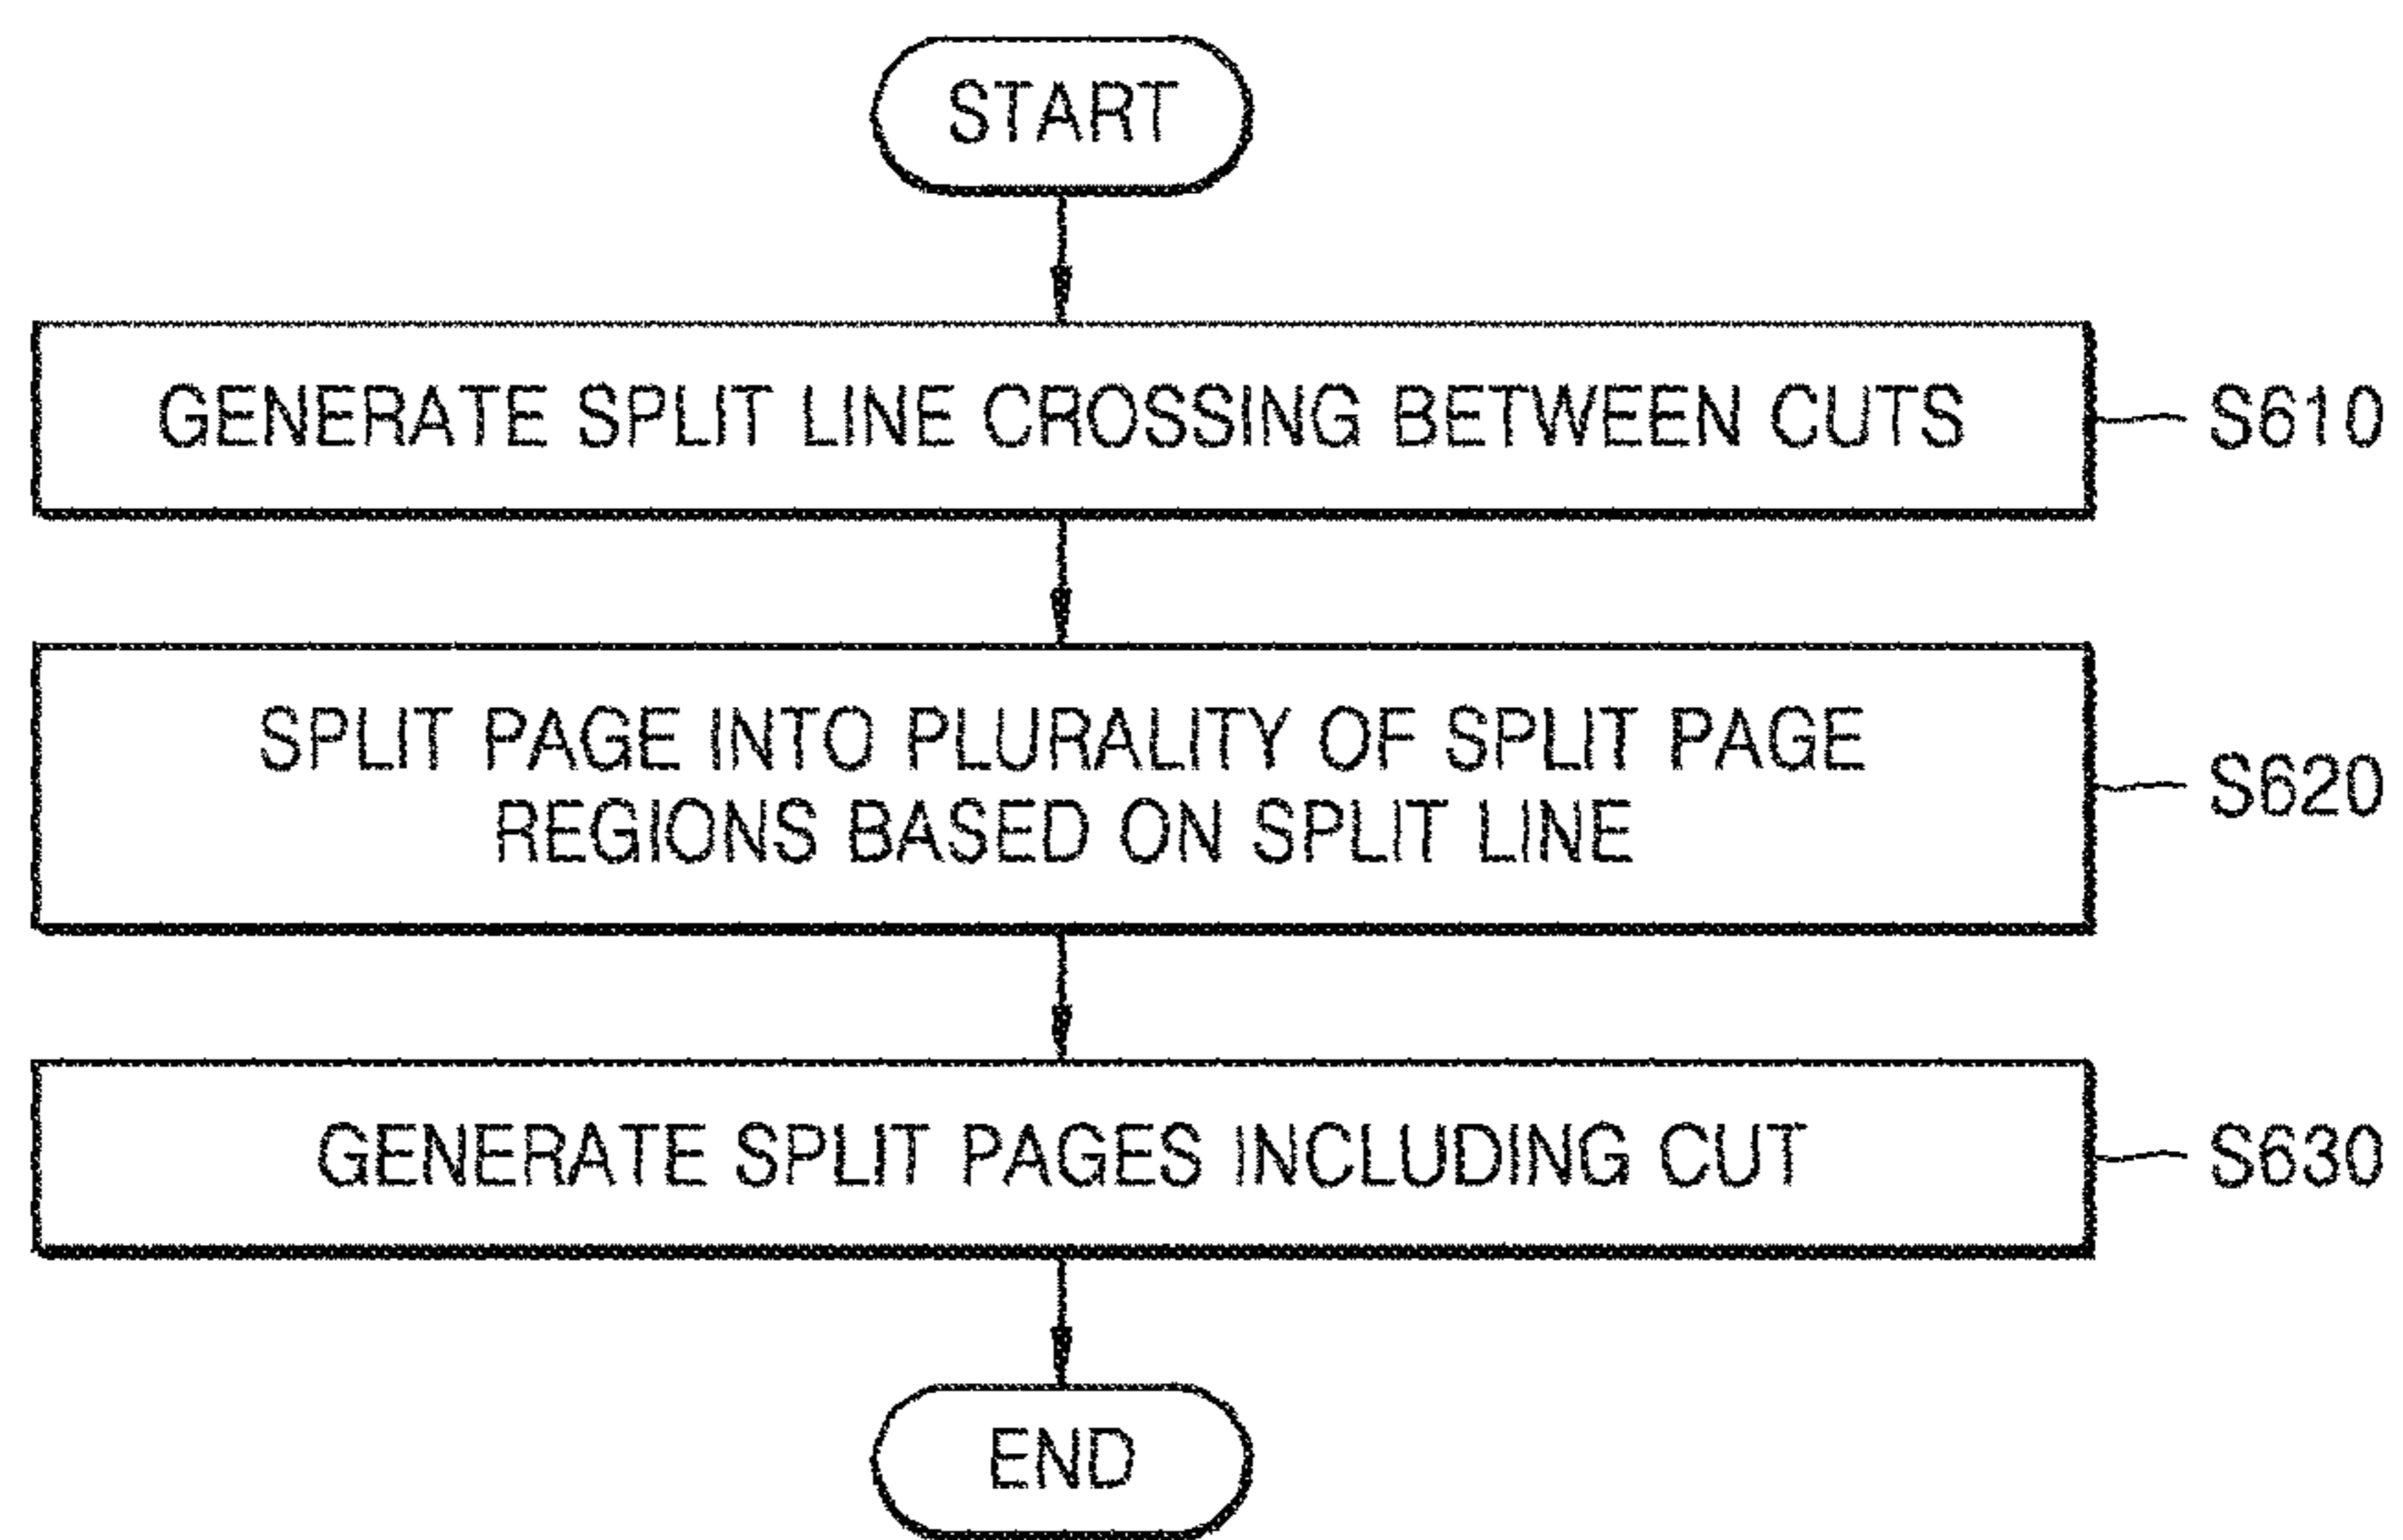 START
GENERATE SPLIT LINE CROSSING BETWEEN CUTS
S610
SPLIT PAGE INTO PLURALITY OF SPLIT PAGE
REGIONS BASED ON SPLIT LINE
S620
GENERATE SPLIT PAGES INCLUDING CUT
S630
END